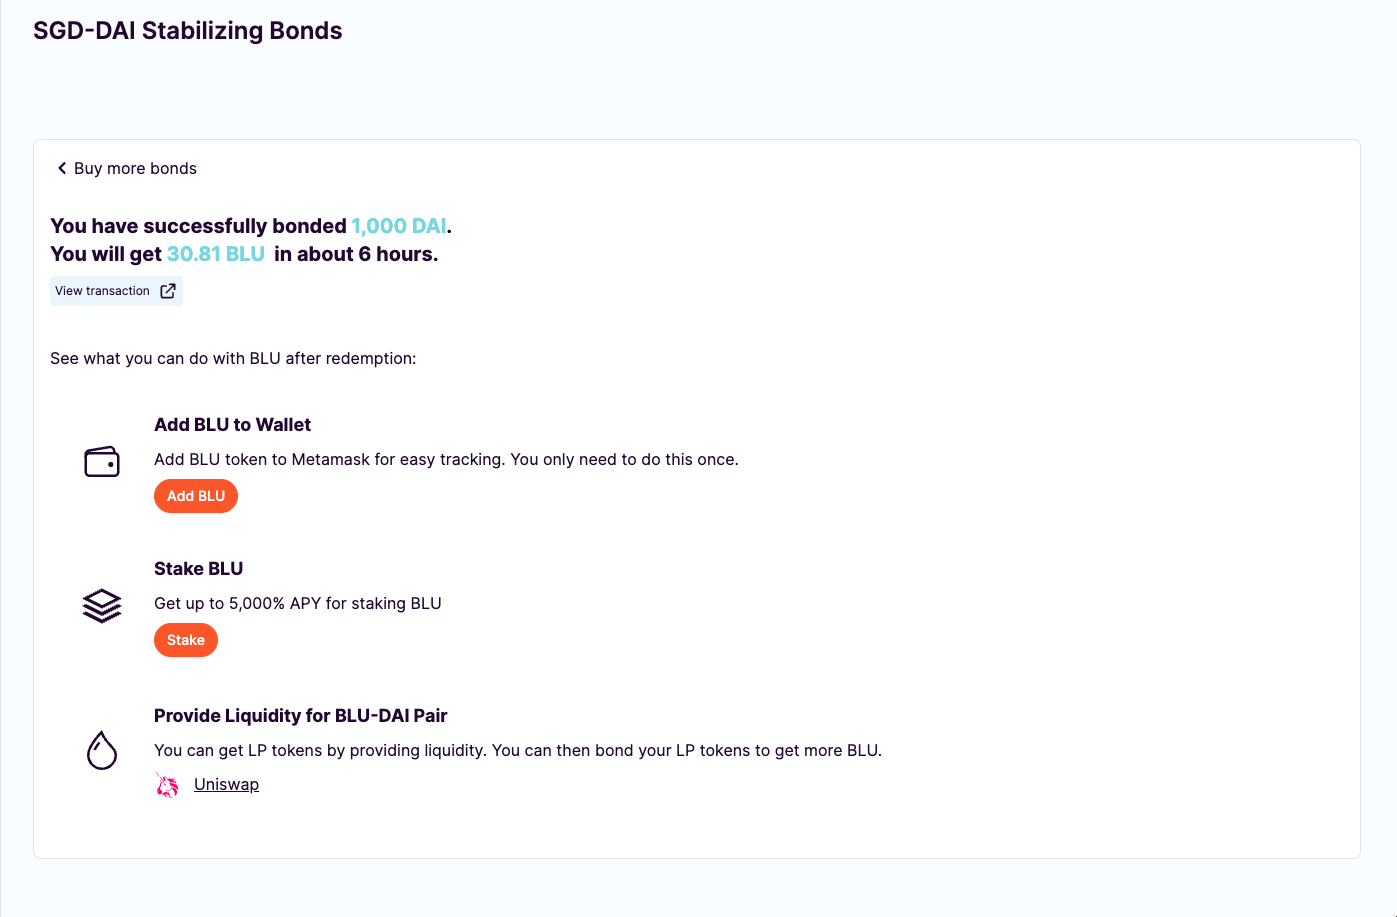 SGD-DAI Stabilizing Bonds
Buy more bonds
You have successfully bonded 1,000 DAI.
You will get 30.81 BLU in about 6 hours.
View transaction
See what you can do with BLU after redemption:
Add BLU to Wallet
Add BLU token to Metamask for easy tracking. You only need to do this once.
Add BLU
Stake BLU
Get up to 5,000% APY for staking BLU
Stake
Provide Liquidity for BLU-DAI Pair
You can get LP tokens by providing liquidity. You can then bond your LP tokens to get more BLU.
Uniswap